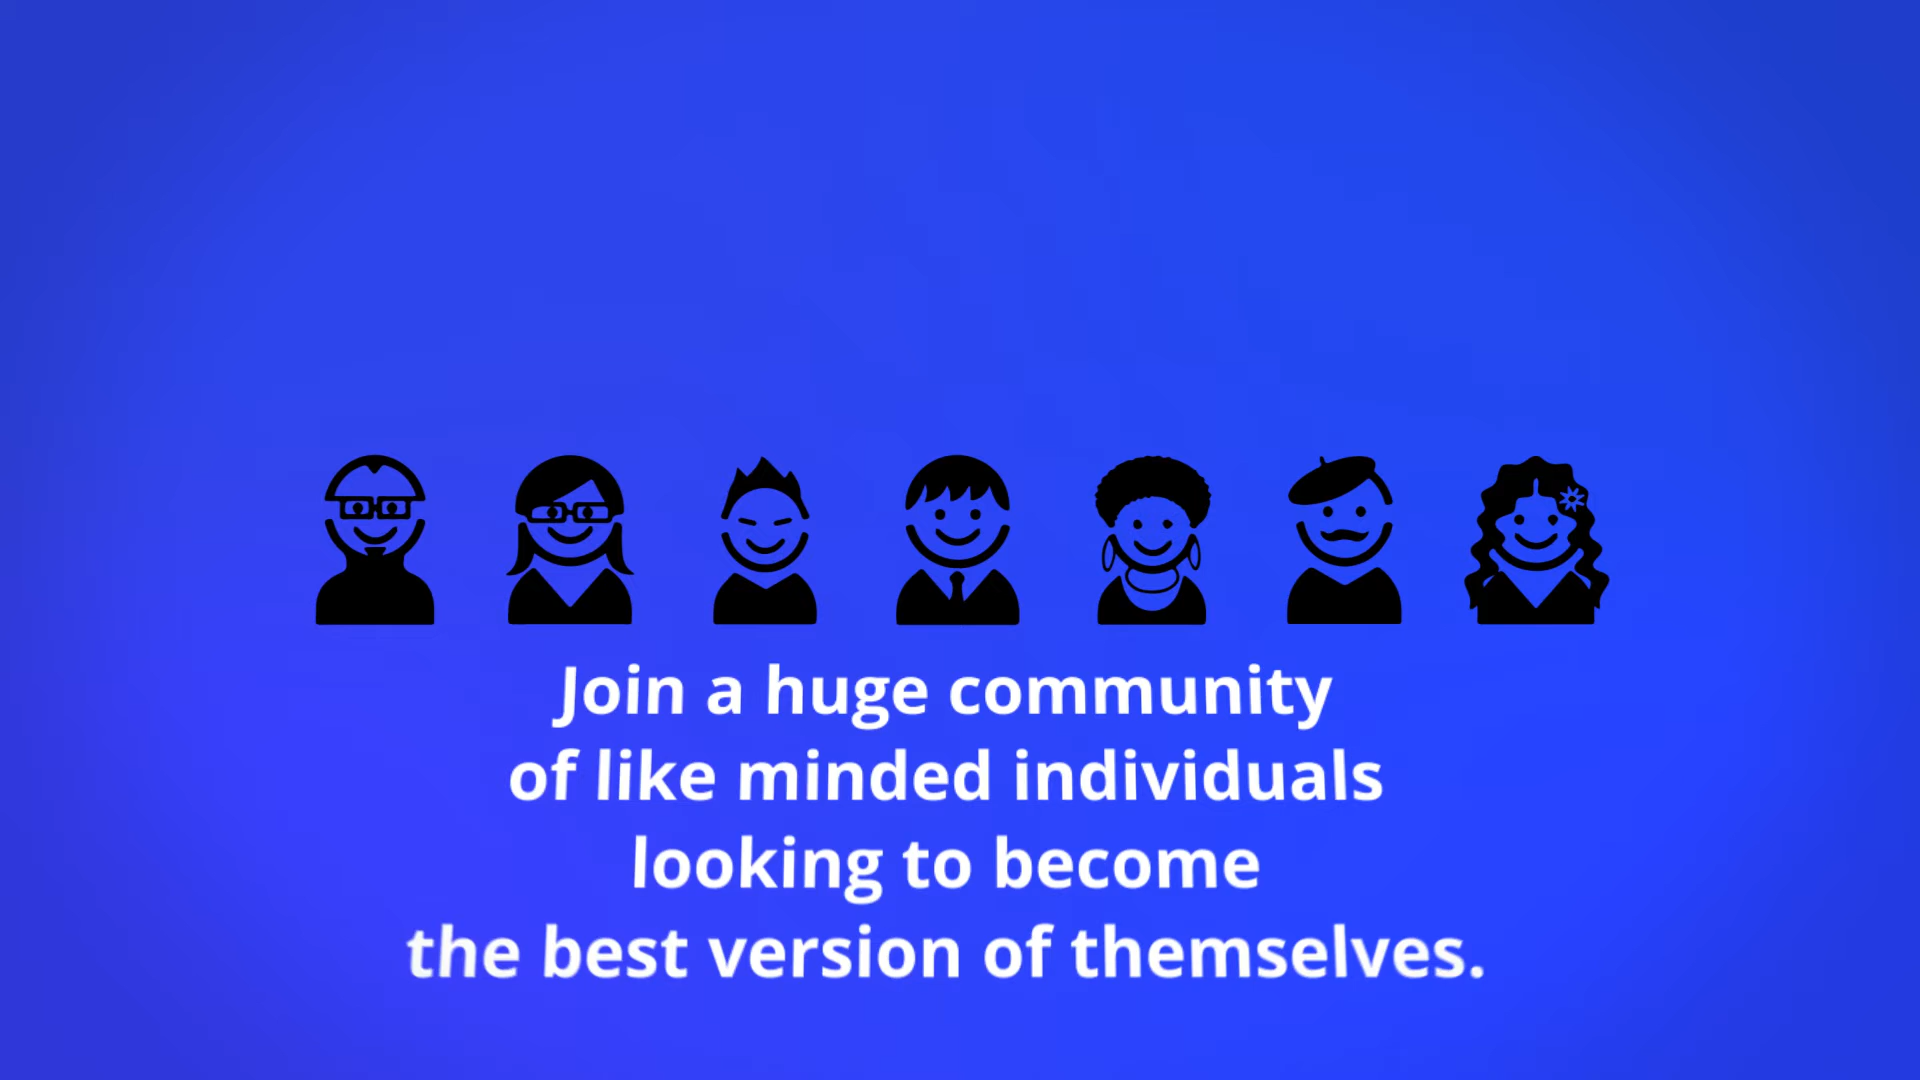 Join a huge community
of like minded individuals
looking to become
the best version of themselves.